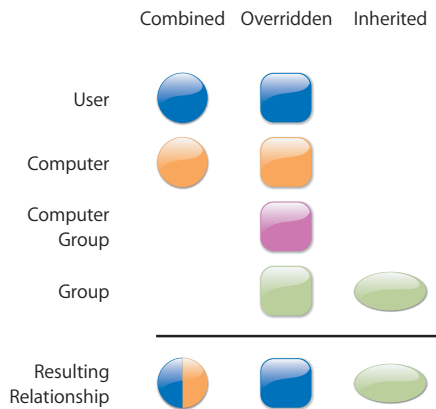 Combined Overridden Inherited
User
Computer
Computer
Group
Group
Resulting
Relationship